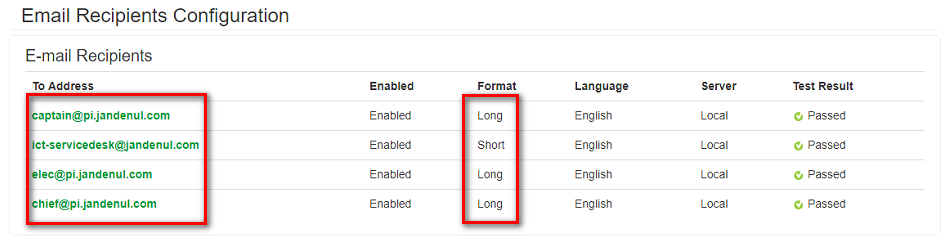 Email Recipients Configuration
E-mail Recipients
To Address Enabled Format Language Server Test Result
captain@pi.jandenul.com Enabled Long English Local Passed
ict-servicedesk@jandenul.com Enabled Short English Local Passed
elec@pi.jandenul.com Enabled Long English Local Passed
chief@pi.jandenul.com Enabled Long English Local Passed